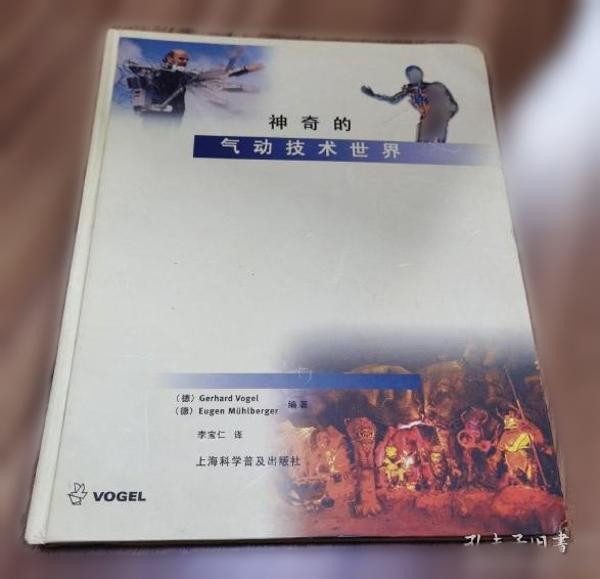 神奇的
气动技术世界
(德) Gerhard Vogel
(德) Eugen Mühlberger 编著
李宝仁 译
上海科学普及出版社
VOGEL
孔夫子旧書